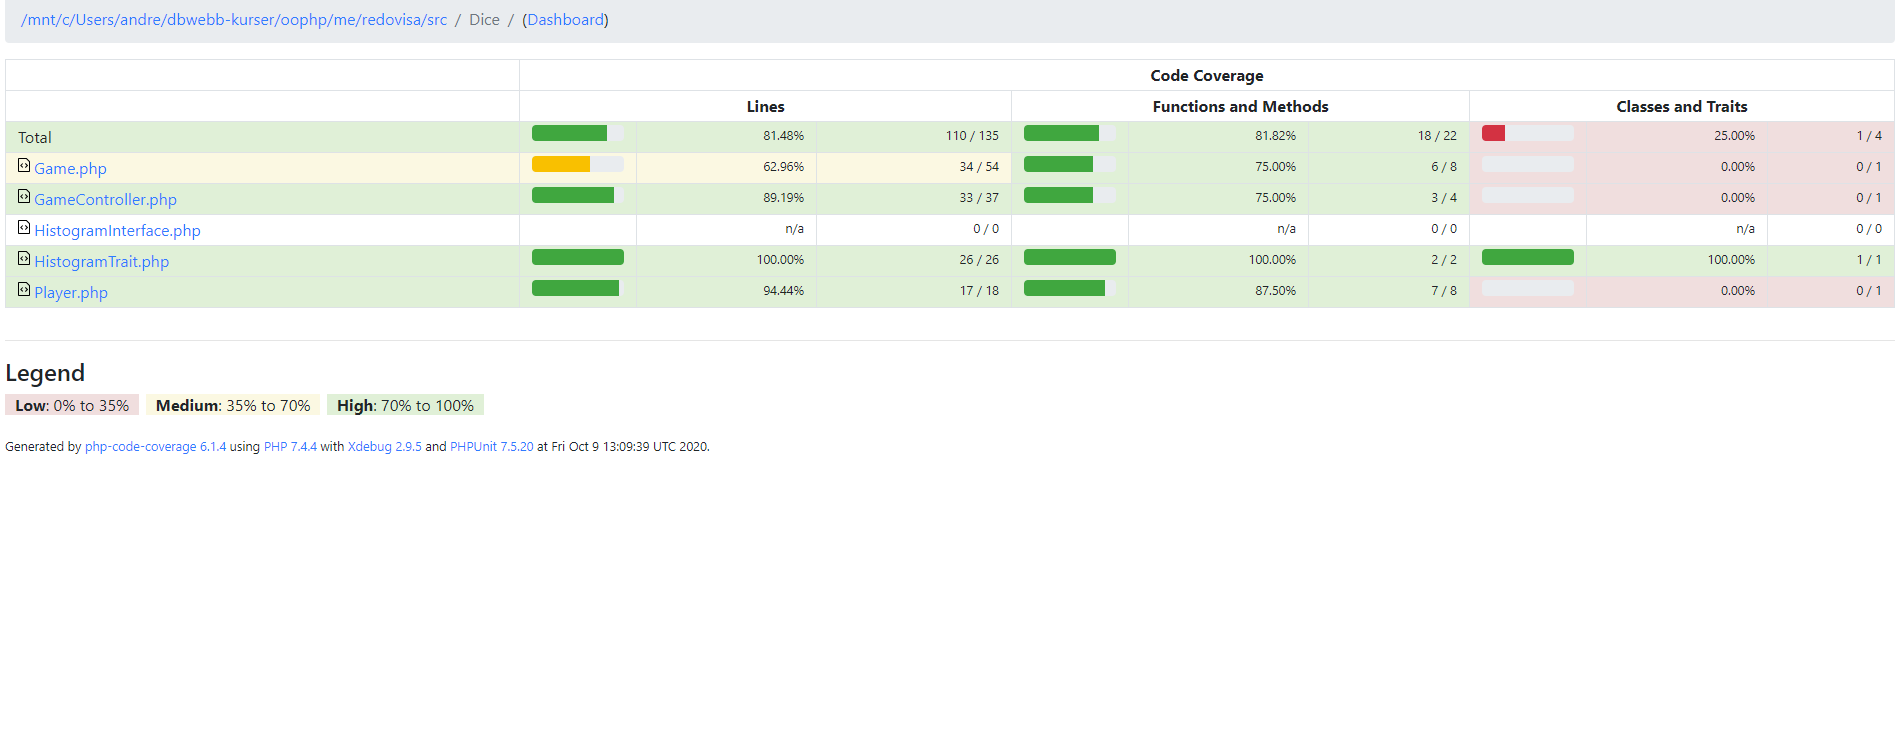 /mnt/c/Users/andre/dbwebb-kurser/oophp/me/redovisa/src / Dice / (Dashboard)
Code Coverage
Lines Functions and Methods Classes and Traits
Total 81.48% 110 / 135 81.82% 18 / 22 25.00% 1 / 4
Game.php 62.96% 34 / 54 75.00% 6 / 8 0.00% 0 / 1
GameController.php 89.19% 33 / 37 75.00% 3 / 4 0.00% 0 / 1
HistogramInterface.php n/a 0 / 0 n/a 0 / 0 n/a 0 / 0
HistogramTrait.php 100.00% 26 / 26 100.00% 2 / 2 100.00% 1 / 1
Player.php 94.44% 17 / 18 87.50% 7 / 8 0.00% 0 / 1
Legend
Low: 0% to 35% Medium: 35% to 70% High: 70% to 100%
Generated by php-code-coverage 6.1.4 using PHP 7.4.4 with Xdebug 2.9.5 and PHPUnit 7.5.20 at Fri Oct 9 13:09:39 UTC 2020.